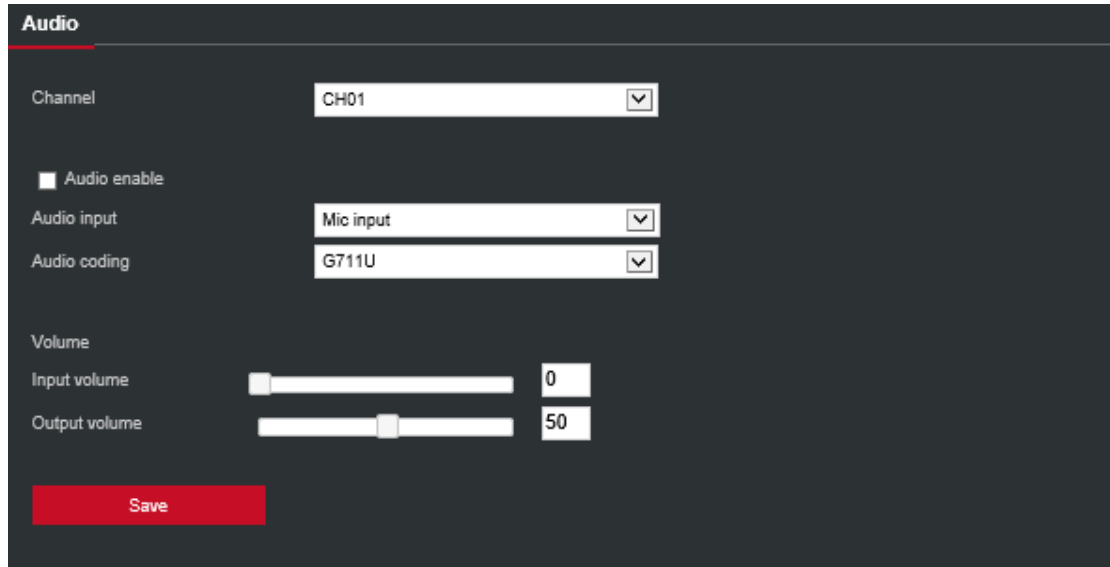 Audio
Channel CH01
Audio enable
Audio input Mic input
Audio coding G711U
Volume
Input volume 0
Output volume 50
Save